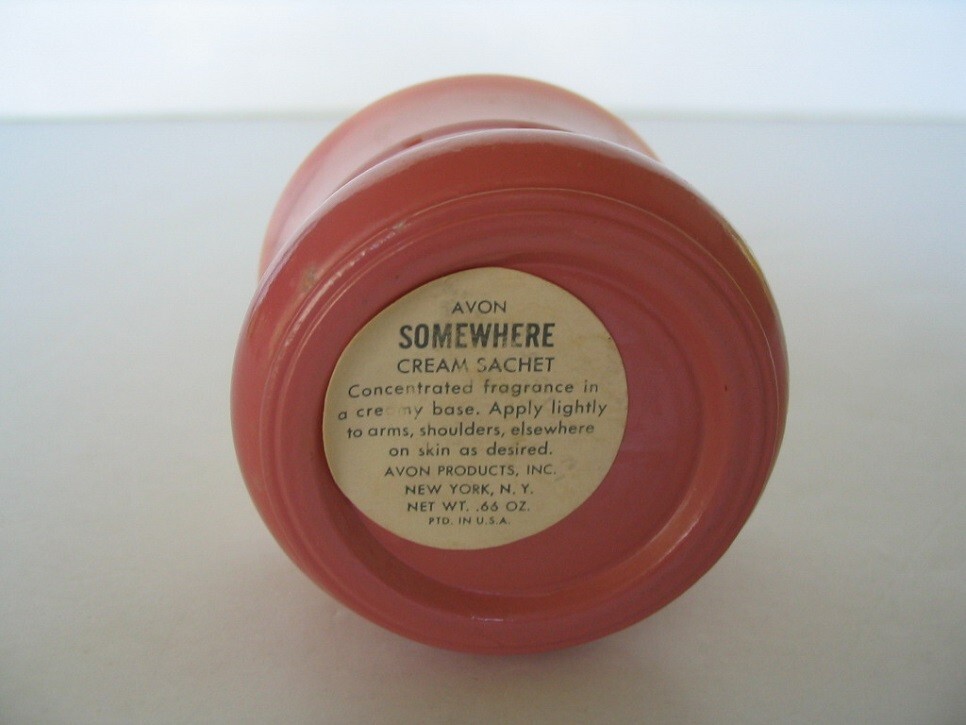 AVON
SOMEWHERE
CREAM SACHET
Concentrated fragrance in
a creamy base. Apply lightly
to arms, shoulders, elsewhere
on skin as desired.
AVON PRODUCTS, INC.
NEW YORK, N. Y.
NET WT. .66 OZ.
PTD. IN U.S.A.